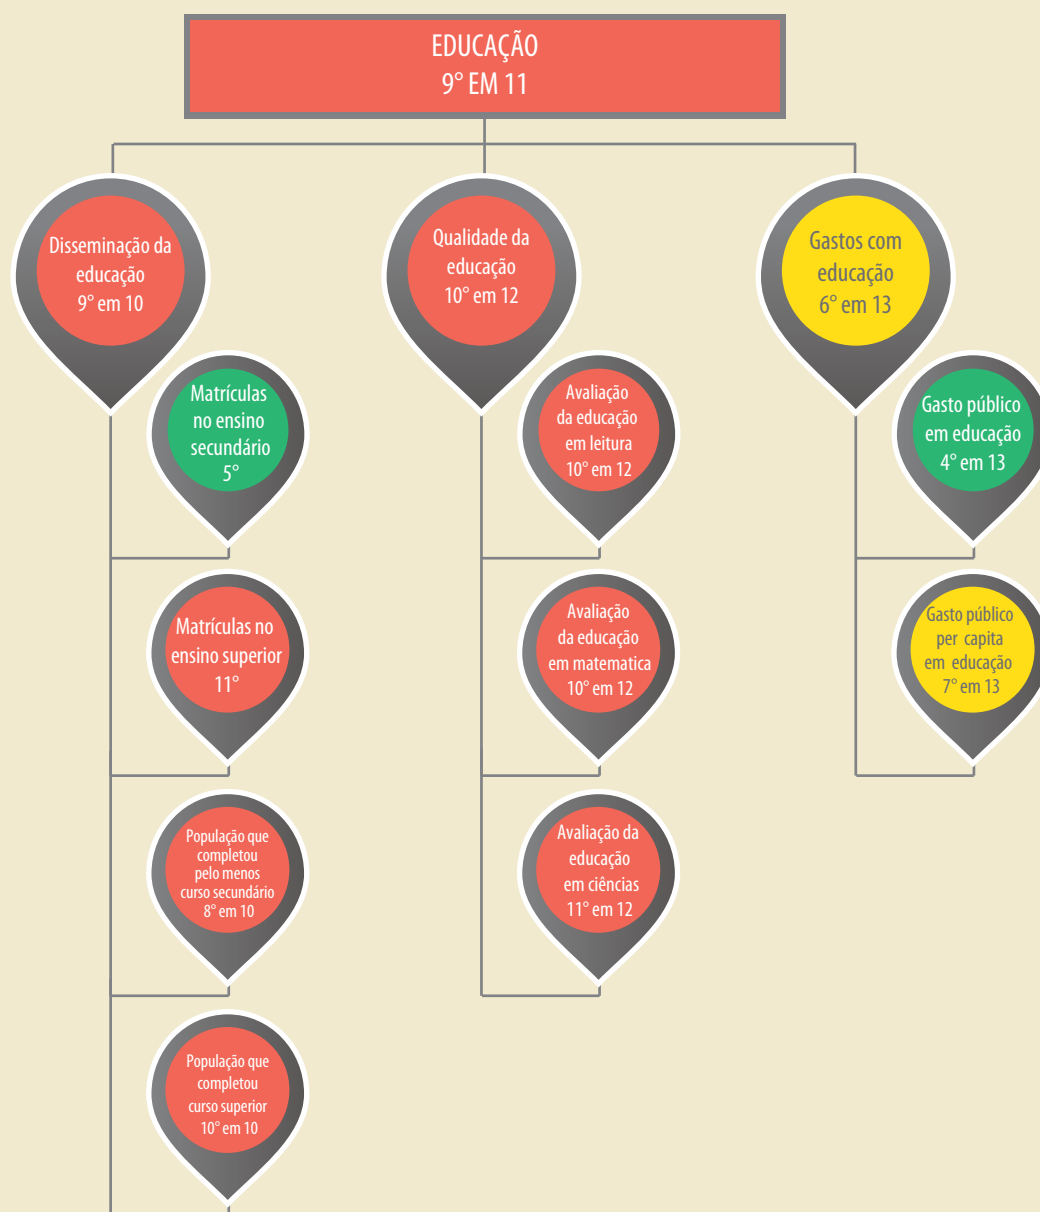 EDUCAÇÃO
9° EM 11
Disseminação da
educação
9° em 10
Matrículas
no ensino
secundário
5°
Matrículas no
ensino superior
11°
População que
completou
pelo menos
curso secundário
8° em 10
População que
completou
curso superior
10° em 10
Qualidade da
educação
10° em 12
Avaliação
da educação
em leitura
10° em 12
Avaliação
da educação
em matematica
10° em 12
Avaliação da
educação
em ciências
11° em 12
Gastos com
educação
6° em 13
Gasto público
em educação
4° em 13
Gasto público
per capita
em educação
7° em 13